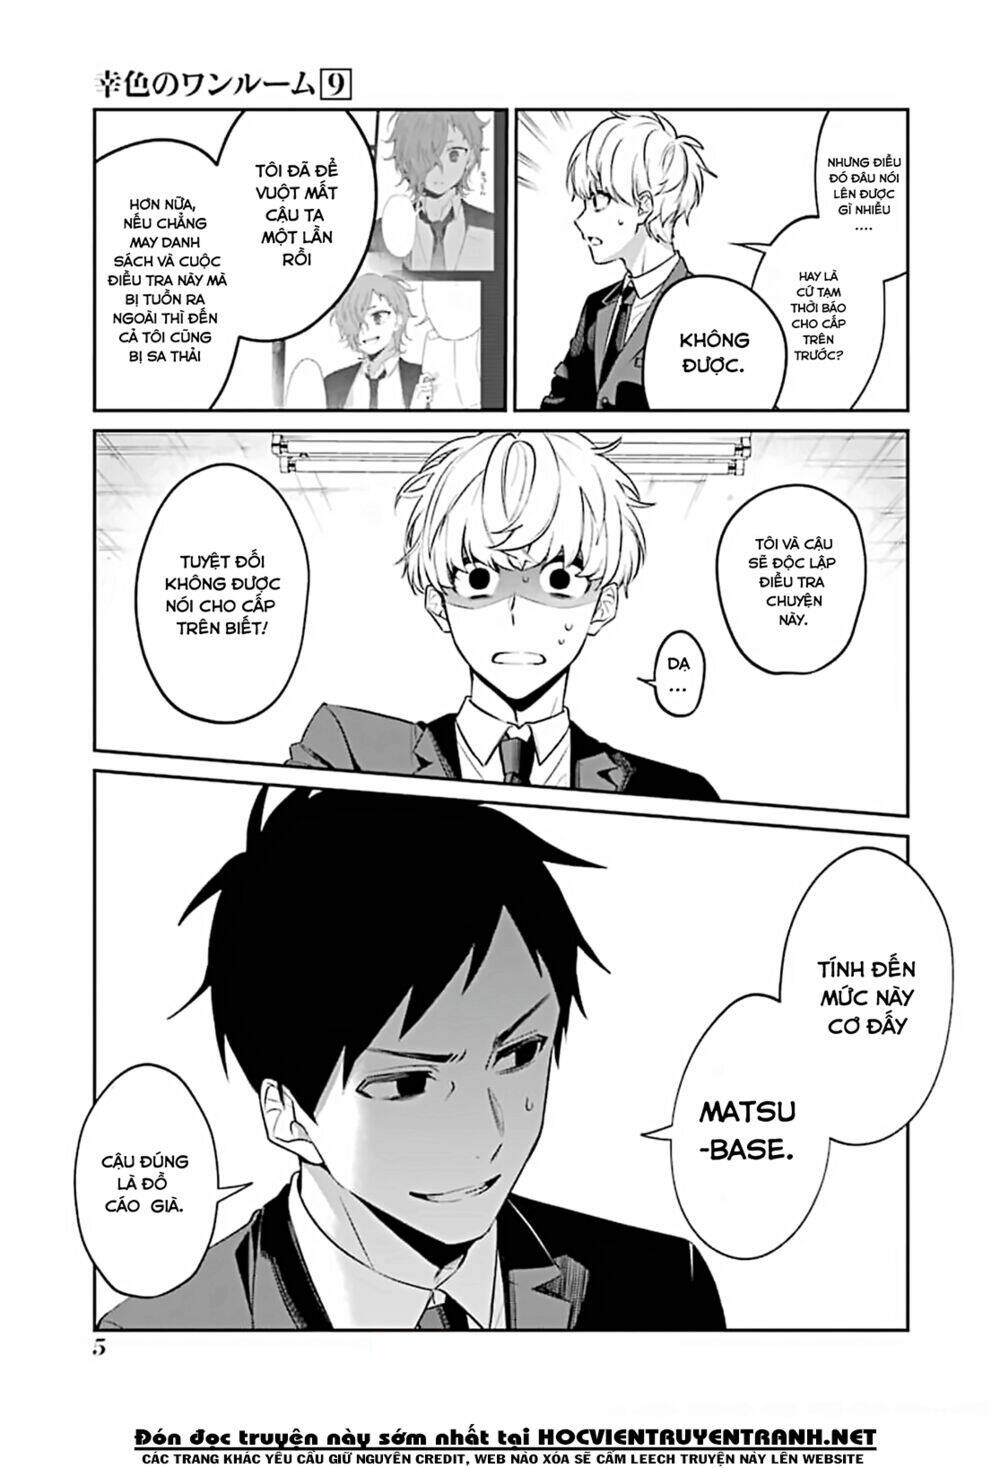 幸色のワンルーム 9
NHƯNG ĐIỀU
ĐÓ ĐÂU NÓI
LÊN ĐƯỢC
GÌ NHIỀU
....
HAY LÀ
CỨ TẠM
THỜI BÁO
CHO CẤP
TRÊN
TRƯỚC?
KHÔNG
ĐƯỢC.
TÔI ĐÃ ĐỂ
VUỘT MẤT
CẬU TA
MỘT LẦN
RỒI
HƠN NỮA,
NẾU CHẲNG
MAY DANH
SÁCH VÀ CUỘC
ĐIỀU TRA NÀY MÀ
BỊ TUỒN RA
NGOÀI THÌ ĐẾN
CẢ TÔI CŨNG
BỊ SA THẢI
TÔI VÀ CẬU
SẼ ĐỘC LẬP
ĐIỀU TRA
CHUYỆN
NÀY.
DẠ
...
TUYỆT ĐỐI
KHÔNG ĐƯỢC
NÓI CHO CẤP
TRÊN BIẾT!
TÍNH ĐẾN
MỨC NÀY
CƠ ĐẤY
MATSU
-BASE.
CẬU ĐÚNG
LÀ ĐỒ
CÁO GIÀ.
5
Đón đọc truyện này sớm nhất tại HOCVIENTRUYENTRANH.NET
CÁC TRANG KHÁC YÊU CẦU GIỮ NGUYÊN CREDIT, WEB NÀO XÓA SẼ CẤM LEECH TRUYỆN NÀY LÊN WEBSITE